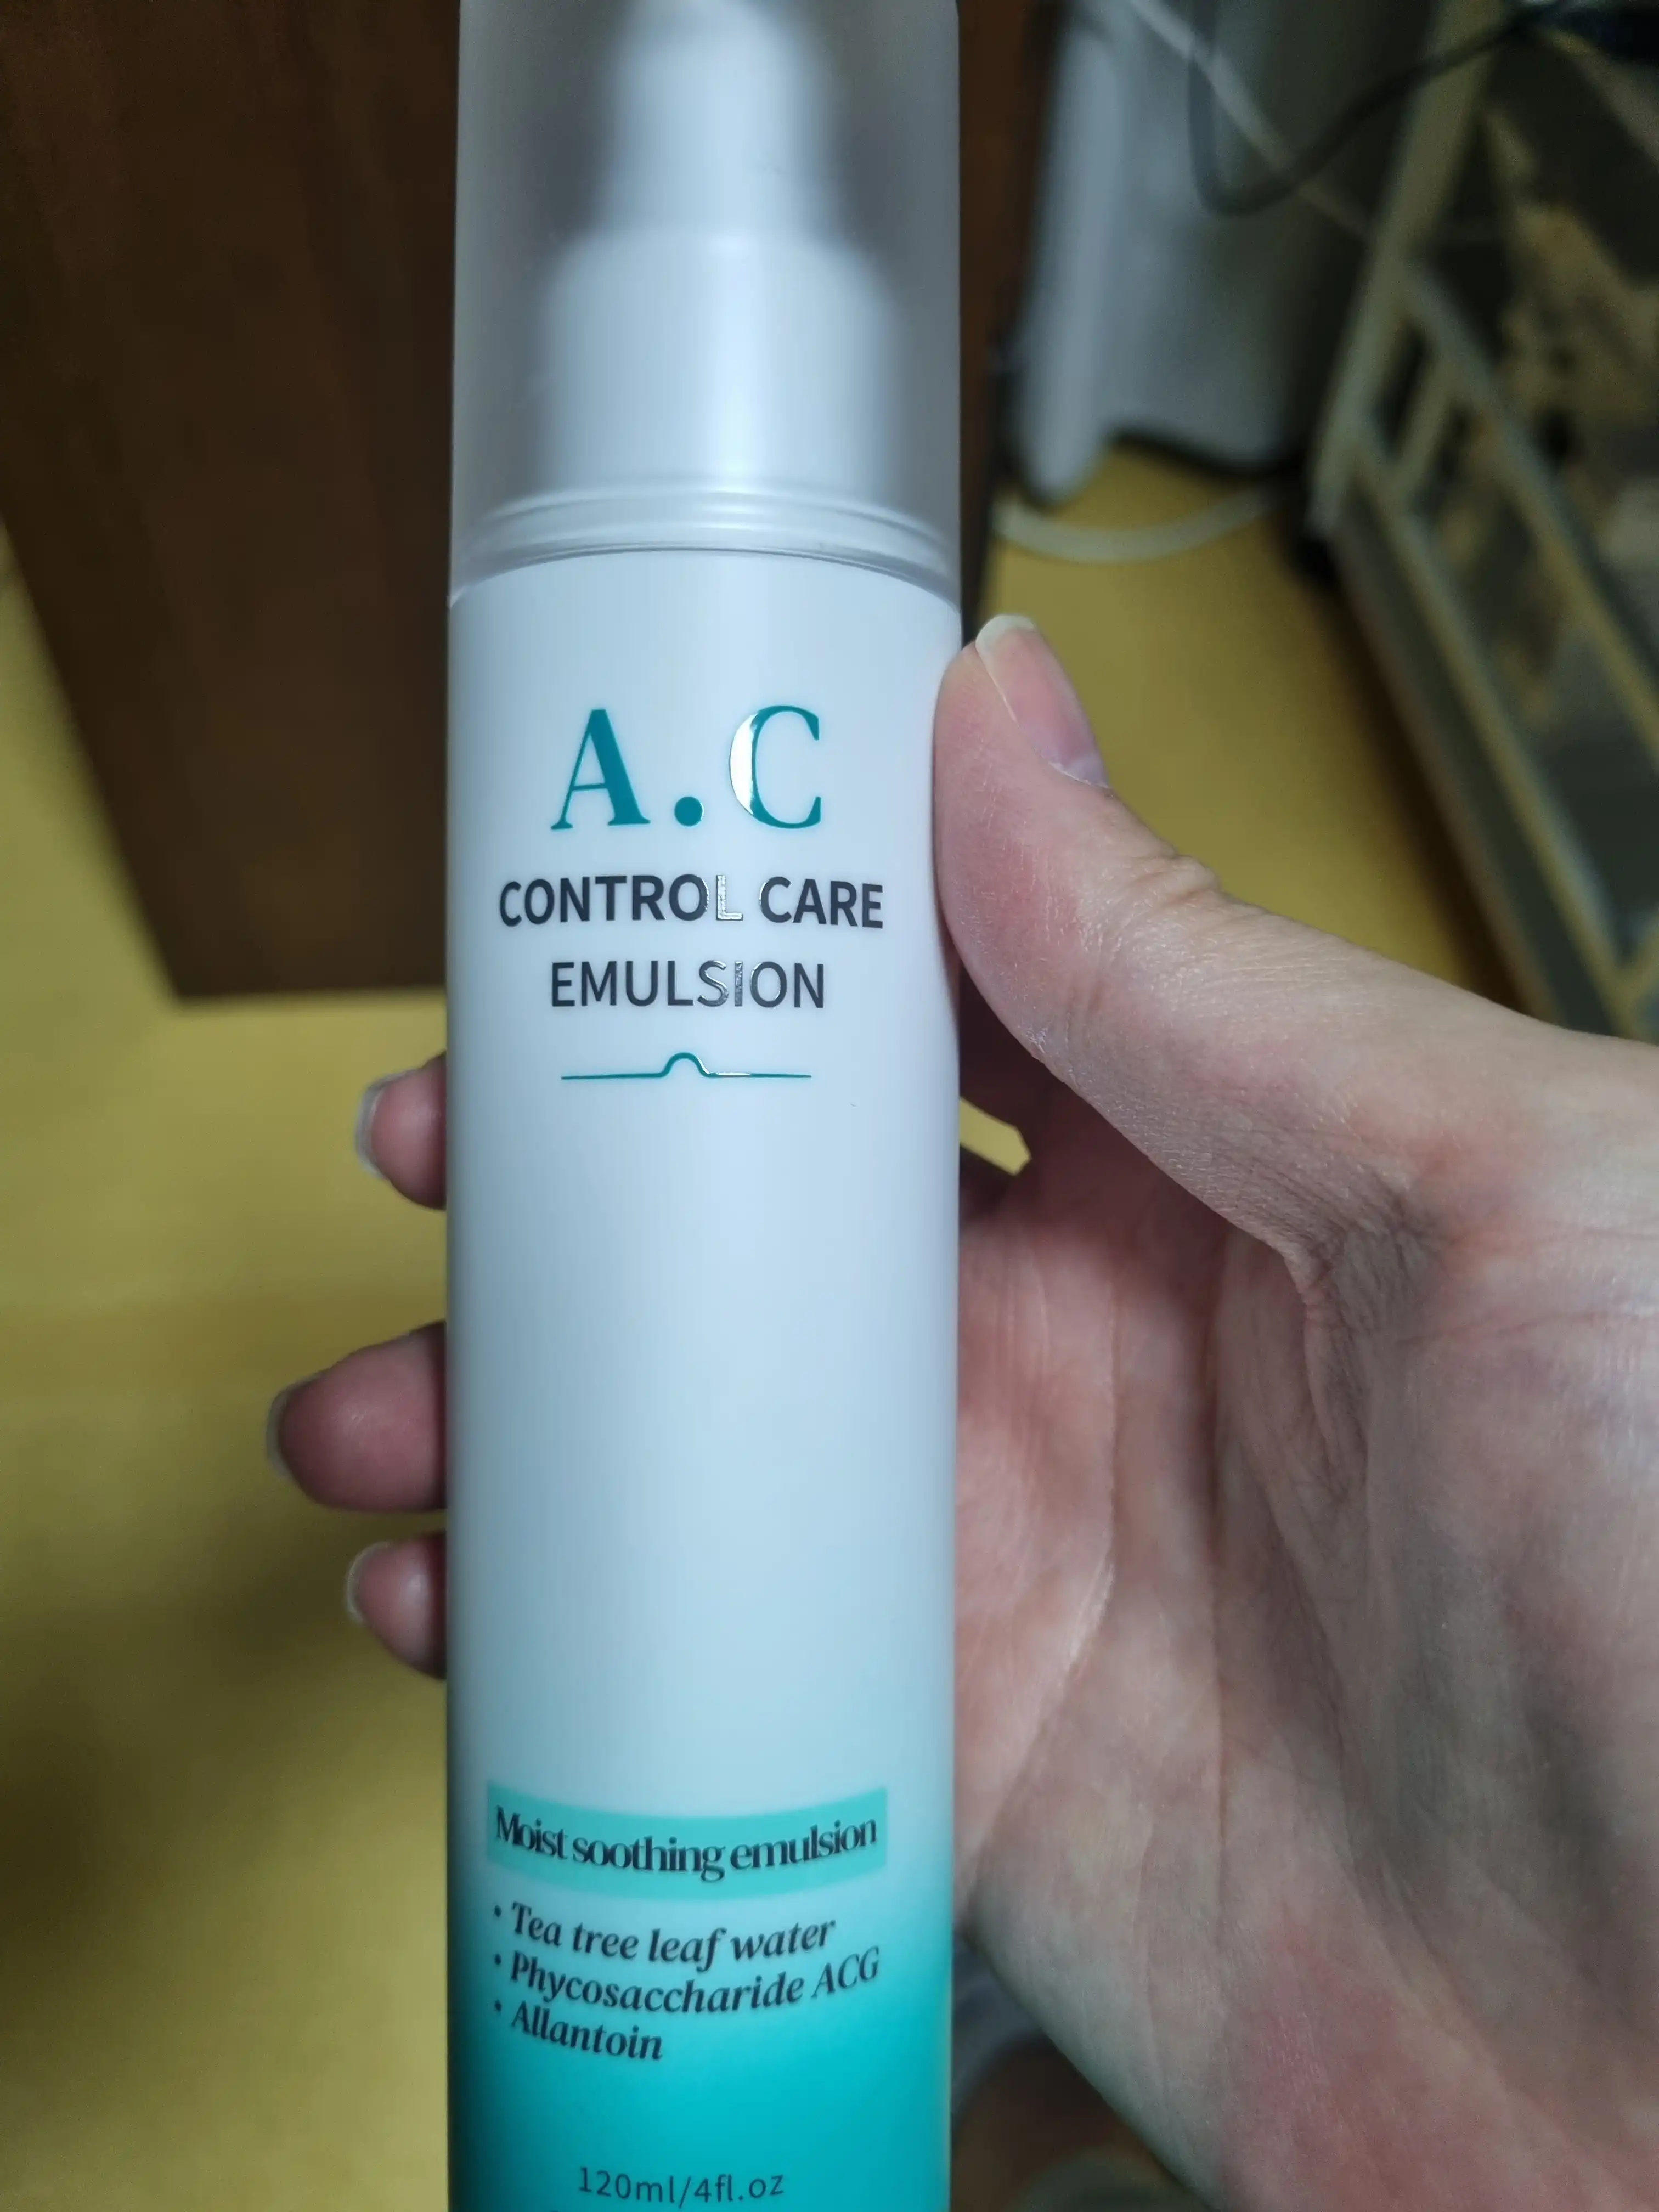 A.C
CONTROL CARE
EMULSION
Moist soothing emulsion
• Tea tree leaf water
• Phycosaccharide ACG
• Allantoin
120ml/4fl.oz